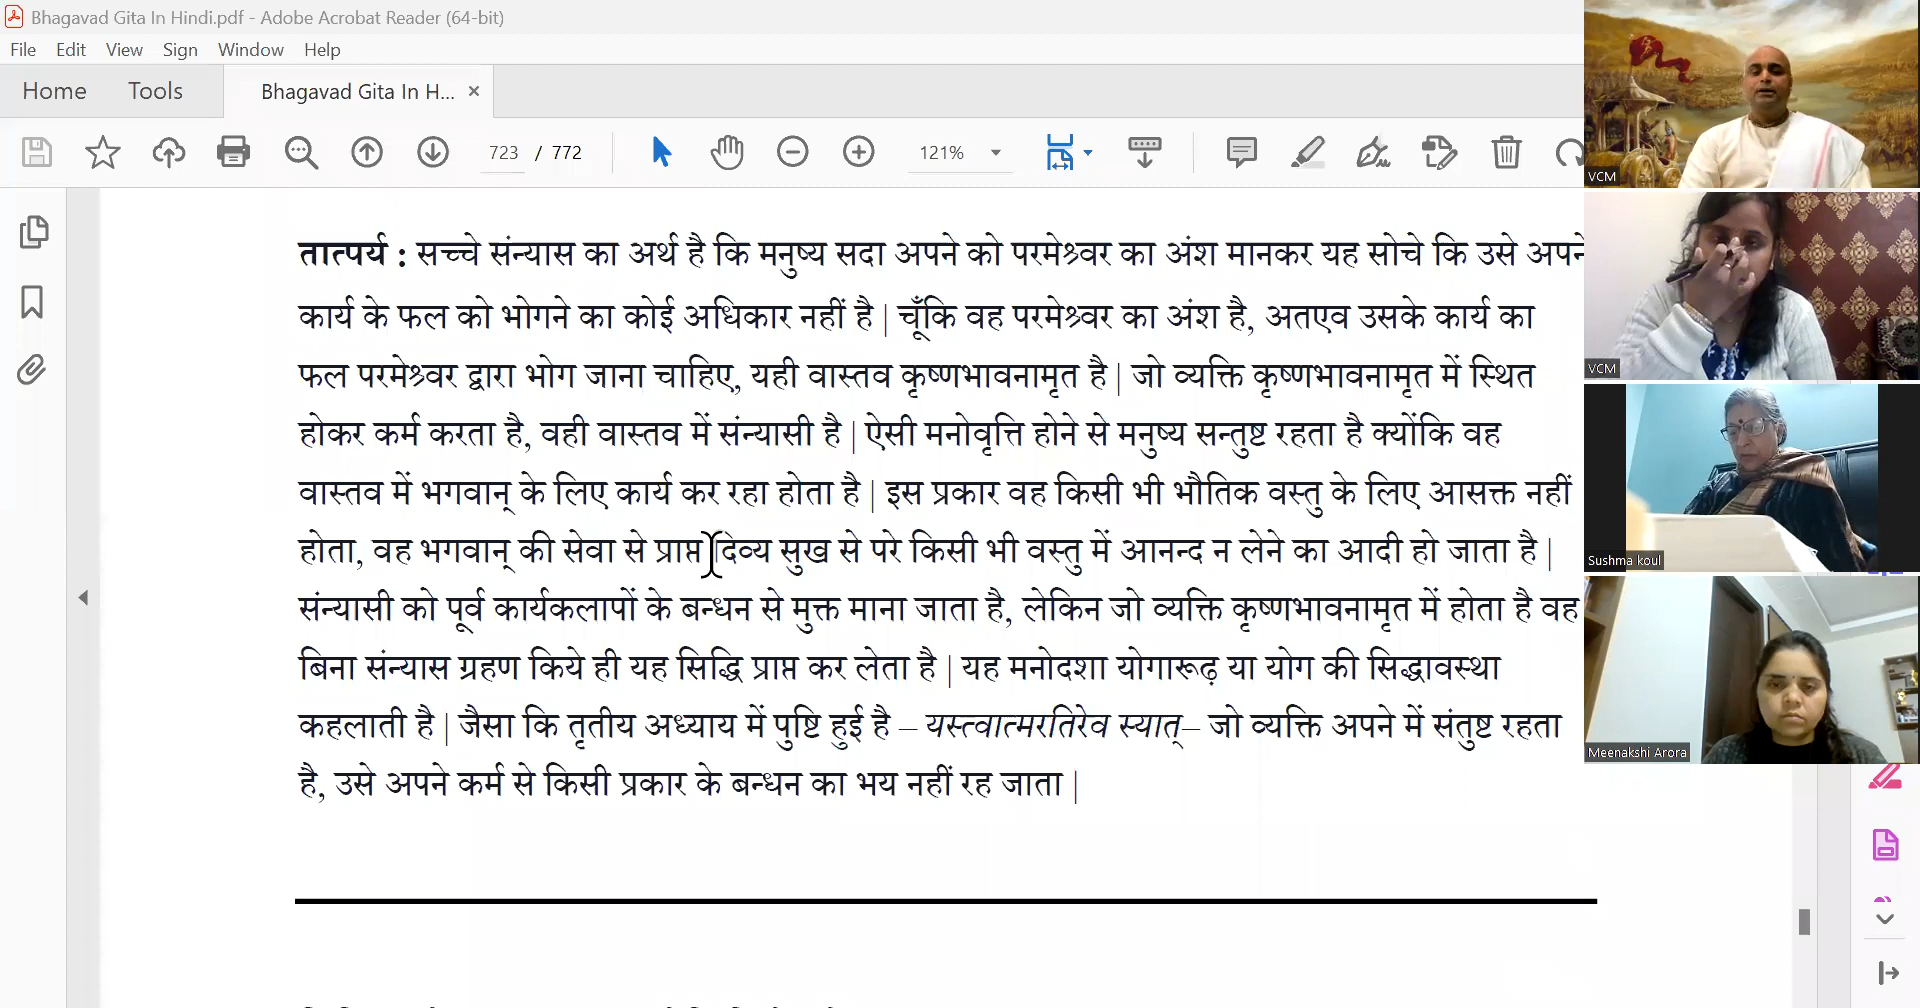 Bhagavad Gita In Hindi.pdf - Adobe Acrobat Reader (64-bit)
File Edit View Sign Window Help
Home Tools Bhagavad Gita In H... ×
723 / 772 121%
तात्पर्य : सच्चे संन्यास का अर्थ है कि मनुष्य सदा अपने को परमेश्र्वर का अंश मानकर यह सोचे कि उसे अपने
कार्य के फल को भोगने का कोई अधिकार नहीं है | चूँकि वह परमेश्र्वर का अंश है, अतएव उसके कार्य का
फल परमेश्र्वर द्वारा भोग जाना चाहिए, यही वास्तव कृष्णभावनामृत है | जो व्यक्ति कृष्णभावनामृत में स्थित
होकर कर्म करता है, वही वास्तव में संन्यासी है | ऐसी मनोवृत्ति होने से मनुष्य सन्तुष्ट रहता है क्योंकि वह
वास्तव में भगवान् के लिए कार्य कर रहा होता है | इस प्रकार वह किसी भी भौतिक वस्तु के लिए आसक्त नहीं
होता, वह भगवान् की सेवा से प्राप्त दिव्य सुख से परे किसी भी वस्तु में आनन्द न लेने का आदी हो जाता है |
संन्यासी को पूर्व कार्यकलापों के बन्धन से मुक्त माना जाता है, लेकिन जो व्यक्ति कृष्णभावनामृत में होता है वह
बिना संन्यास ग्रहण किये ही यह सिद्धि प्राप्त कर लेता है | यह मनोदशा योगारूढ़ या योग की सिद्धावस्था
कहलाती है | जैसा कि तृतीय अध्याय में पुष्टि हुई है – यस्त्वात्मरतिरेव स्यात् – जो व्यक्ति अपने में संतुष्ट रहता
है, उसे अपने कर्म से किसी प्रकार के बन्धन का भय नहीं रह जाता |
VCM
VCM
Sushma koul
Meenakshi Arora